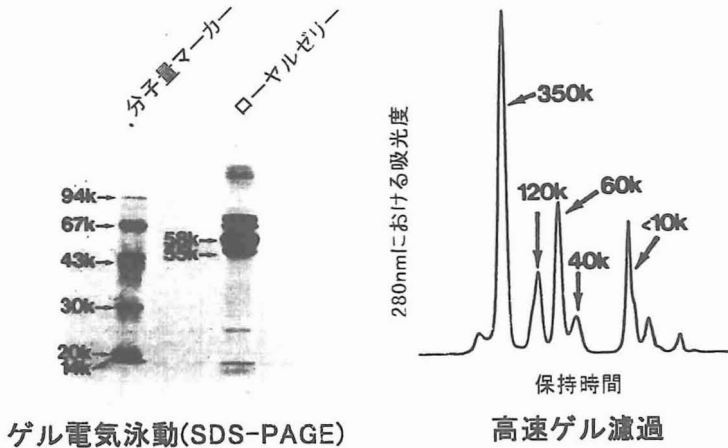 分子量マーカー
ローヤルゼリー
94k
67k
43k
30k
20k
14k
58k
55k
ゲル電気泳動(SDS-PAGE)
280nmにおける吸光度
350k
120k
60k
40k
<10k
保持時間
高速ゲル濾過